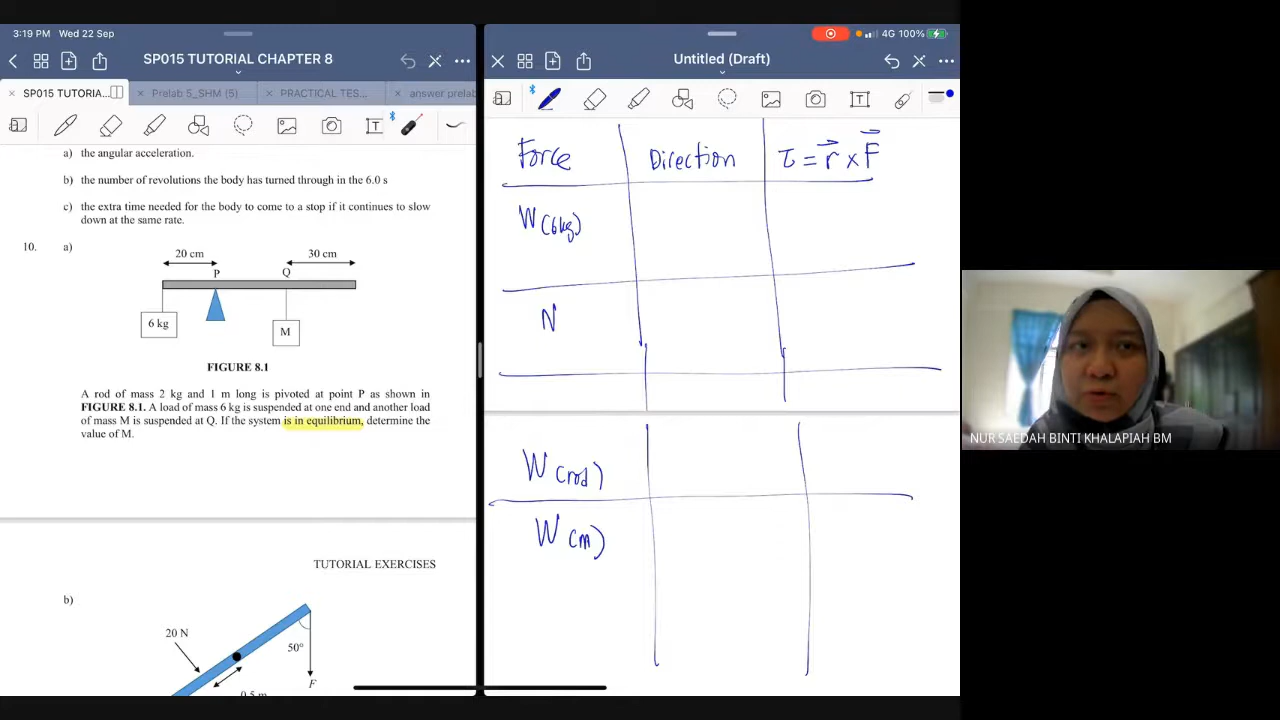 3:19 PM Wed 22 Sep
SP015 TUTORIAL CHAPTER 8
SP015 TUTORIA...
Prelab 5_SHM (5)
PRACTICAL TES...
answer prelab
a) the angular acceleration.
b) the number of revolutions the body has turned through in the 6.0 s
c) the extra time needed for the body to come to a stop if it continues to slow
down at the same rate.
10. a)
20 cm
30 cm
P
Q
6 kg
M
FIGURE 8.1
A rod of mass 2 kg and 1 m long is pivoted at point P as shown in
FIGURE 8.1. A load of mass 6 kg is suspended at one end and another load
of mass M is suspended at Q. If the system is in equilibrium, determine the
value of M.
TUTORIAL EXERCISES
b)
20 N
50°
0.5 m
F
4G 100%
Untitled (Draft)
T
Force
Direction
τ = r⃗ × F⃗
W(6kg)
N
W(rod)
W(m)
NUR SAEDAH BINTI KHALAPIAH BM